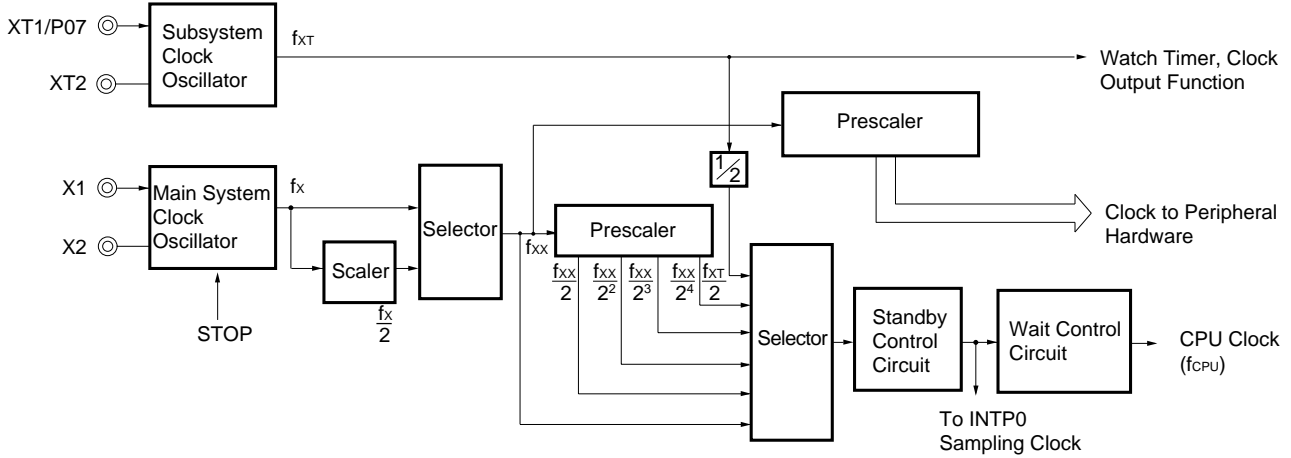 XT1/P07
XT2
Subsystem
Clock
Oscillator
fXT
Watch Timer, Clock
Output Function
Prescaler
1/2
X1
X2
Main System
Clock
Oscillator
fX
Scaler
fX/2
STOP
Selector
fXX
Prescaler
fXX/2
fXX/2²
fXX/2³
fXX/2⁴
fXT/2
Clock to Peripheral
Hardware
Selector
Standby
Control
Circuit
Wait Control
Circuit
CPU Clock
(fCPU)
To INTP0
Sampling Clock